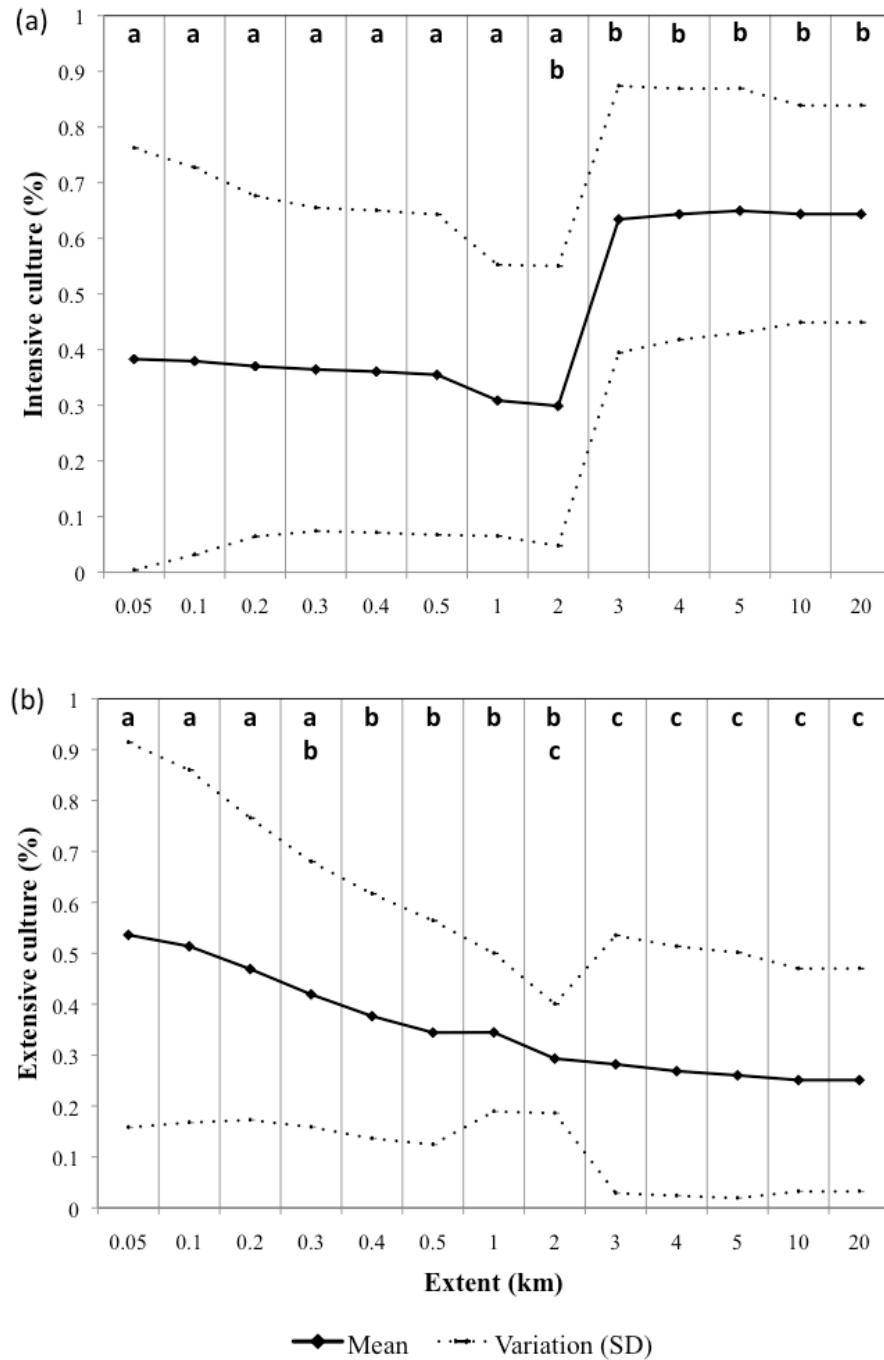 (a)
1
a a a a a a a a b b b b b
0.9
b
0.8
0.7
0.6
0.5
0.4
0.3
0.2
0.1
0
Intensive culture (%)
0.05 0.1 0.2 0.3 0.4 0.5 1 2 3 4 5 10 20
(b)
1
a a a a b b b b c c c c c
0.9
b c
0.8
0.7
0.6
0.5
0.4
0.3
0.2
0.1
0
Extensive culture (%)
0.05 0.1 0.2 0.3 0.4 0.5 1 2 3 4 5 10 20
Extent (km)
Mean Variation (SD)